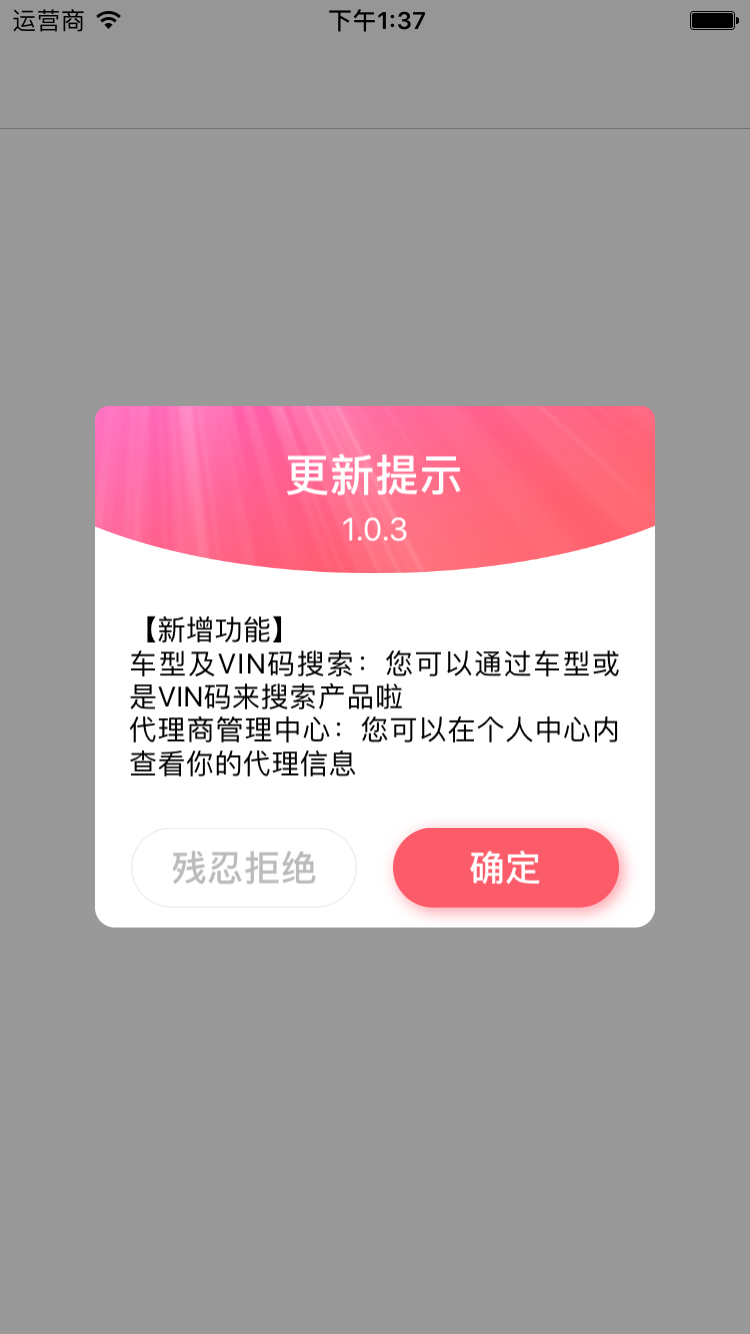 运营商
下午1:37
更新提示
1.0.3
【新增功能】
车型及VIN码搜索：您可以通过车型或
是VIN码来搜索产品啦
代理商管理中心：您可以在个人中心内
查看你的代理信息
残忍拒绝
确定